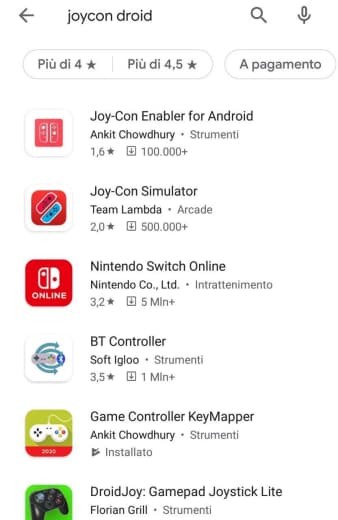 joycon droid
Più di 4 ★ Più di 4,5 ★ A pagamento
Joy-Con Enabler for Android
Ankit Chowdhury • Strumenti
1,6 ★ 100.000+
Joy-Con Simulator
Team Lambda • Arcade
2,0 ★ 500.000+
ONLINE
Nintendo Switch Online
Nintendo Co., Ltd. • Intrattenimento
3,2 ★ 5 Mln+
BT Controller
Soft Igloo • Strumenti
3,5 ★ 1 Mln+
2020
Game Controller KeyMapper
Ankit Chowdhury • Strumenti
Installato
DroidJoy: Gamepad Joystick Lite
Florian Grill • Strumenti